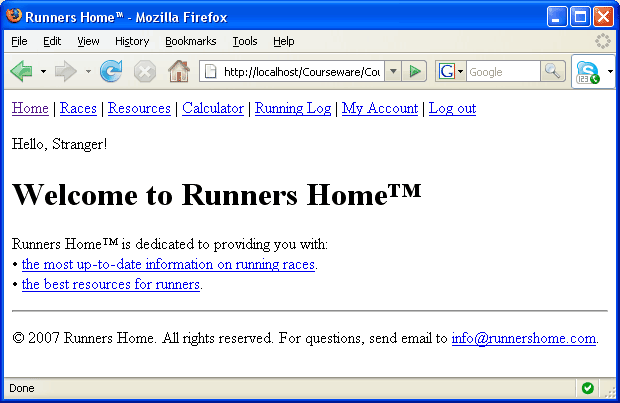 Runners Home™ - Mozilla Firefox
File Edit View History Bookmarks Tools Help
http://localhost/Courseware/Cou G Google
Home | Races | Resources | Calculator | Running Log | My Account | Log out
Hello, Stranger!
Welcome to Runners Home™
Runners Home™ is dedicated to providing you with:
• the most up-to-date information on running races.
• the best resources for runners.
© 2007 Runners Home. All rights reserved. For questions, send email to info@runnershome.com.
Done